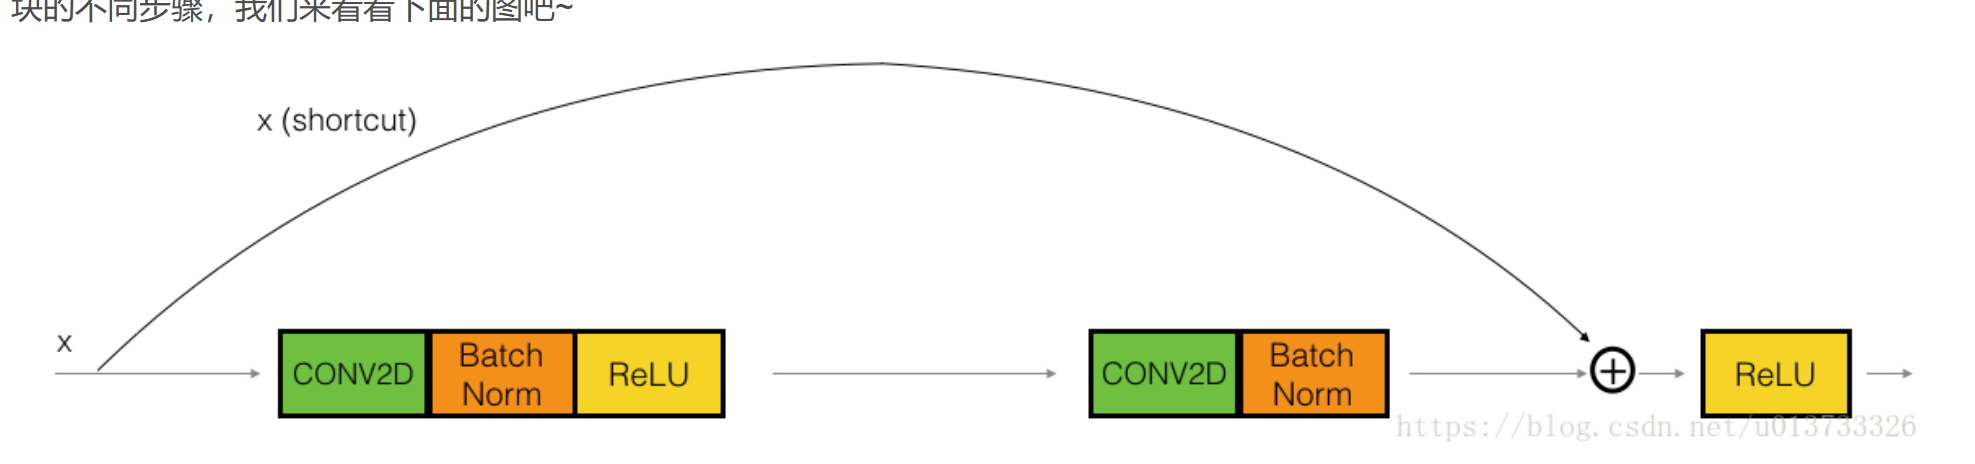 块的不同步骤，我们来看看下面的图吧~
x (shortcut)
x
CONV2D
Batch
Norm
ReLU
CONV2D
Batch
Norm
ReLU
https://blog.csdn.net/u013733326